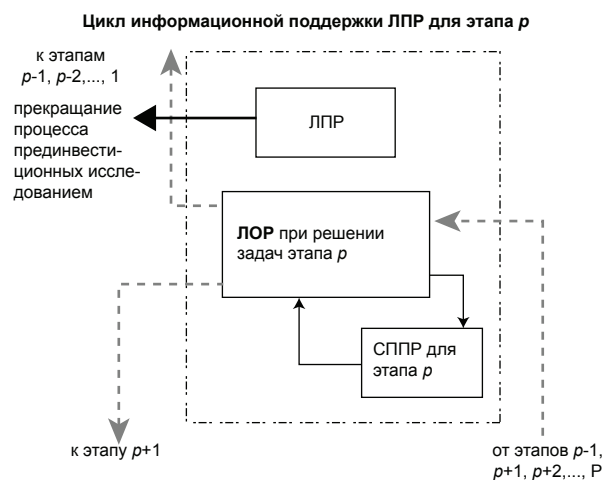 Цикл информационной поддержки ЛПР для этапа p
к этапам
p-1, p-2,..., 1
прекращание
процесса
прединвести-
ционных иссле-
дованием
ЛПР
ЛОР при решении
задач этапа p
СППР для
этапа p
к этапу p+1
от этапов p-1,
p+1, p+2,..., P